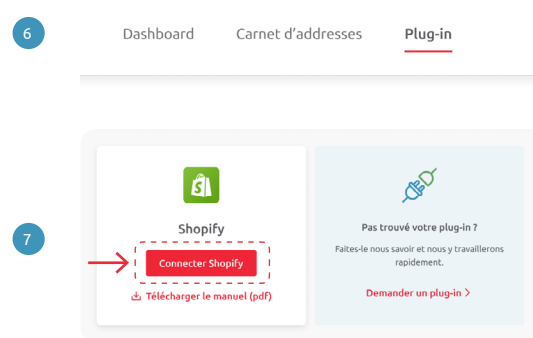 6
Dashboard Carnet d'addresses Plug-in
7
Shopify
Connecter Shopify
Télécharger le manuel (pdf)
Pas trouvé votre plug-in ?
Faites-le nous savoir et nous y travaillerons
rapidement.
Demander un plug-in >